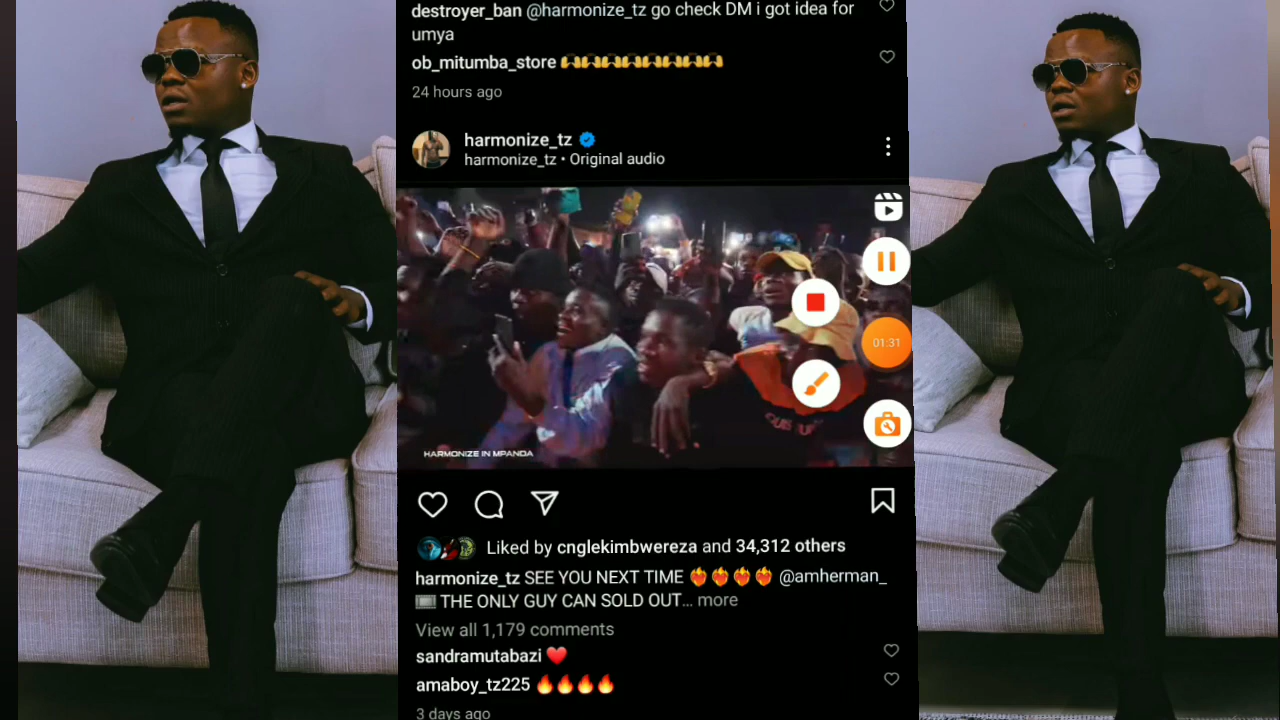 destroyer_ban @harmonize_tz go check DM i got idea for
umya
ob_mitumba_store
24 hours ago
harmonize_tz
harmonize_tz • Original audio
01:31
HARMONIZE IN MPANDA
Liked by cnglekimbwereza and 34,312 others
harmonize_tz SEE YOU NEXT TIME ❤️‍🔥❤️‍🔥❤️‍🔥❤️‍🔥 @amherman_
THE ONLY GUY CAN SOLD OUT... more
View all 1,179 comments
sandramutabazi ❤️
amaboy_tz225 🔥🔥🔥🔥
3 days ago